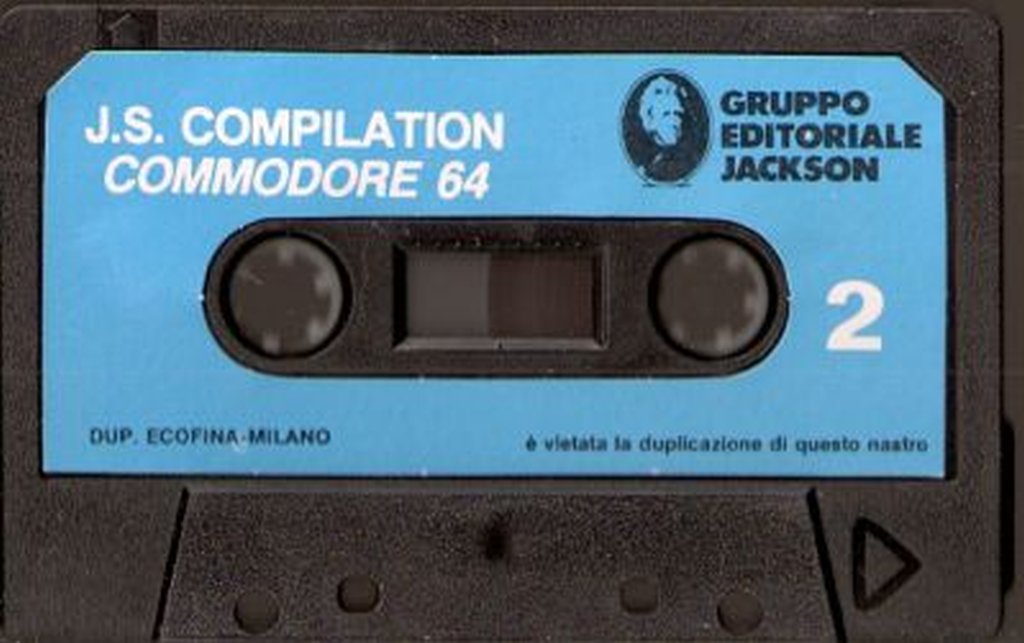 J.S. COMPILATION
COMMODORE 64
GRUPPO
EDITORIALE
JACKSON
2
DUP. ECOFINA-MILANO
è vietata la duplicazione di questo nastro